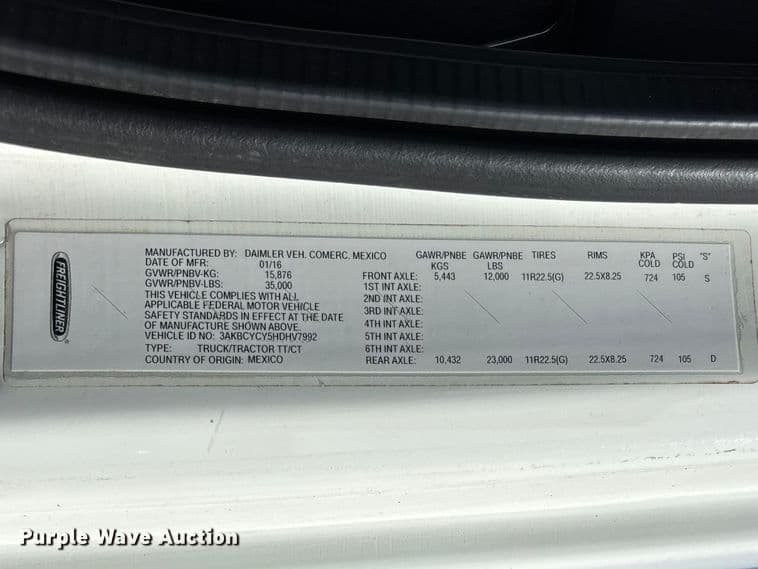 FREIGHTLINER
MANUFACTURED BY: DAIMLER VEH. COMERC. MEXICO
DATE OF MFR: 01/16
GVWR/PNBV-KG: 15,876
GVWR/PNBV-LBS: 35,000
THIS VEHICLE COMPLIES WITH ALL
APPLICABLE FEDERAL MOTOR VEHICLE
SAFETY STANDARDS IN EFFECT AT THE DATE
OF MANUFACTURE SHOWN ABOVE.
VEHICLE ID NO.: 3AKBCYCY5HDHV7992
TYPE: TRUCK/TRACTOR TT/CT
COUNTRY OF ORIGIN: MEXICO
GAWR/PNBE KGS GAWR/PNBE LBS TIRES RIMS KPA COLD PSI COLD "S"
FRONT AXLE: 5,443 12,000 11R22.5(G) 22.5X8.25 724 105 S
1ST INT AXLE:
2ND INT AXLE:
3RD INT AXLE:
4TH INT AXLE:
5TH INT AXLE:
6TH INT AXLE:
REAR AXLE: 10,432 23,000 11R22.5(G) 22.5X8.25 724 105 D
Purple Wave Auction